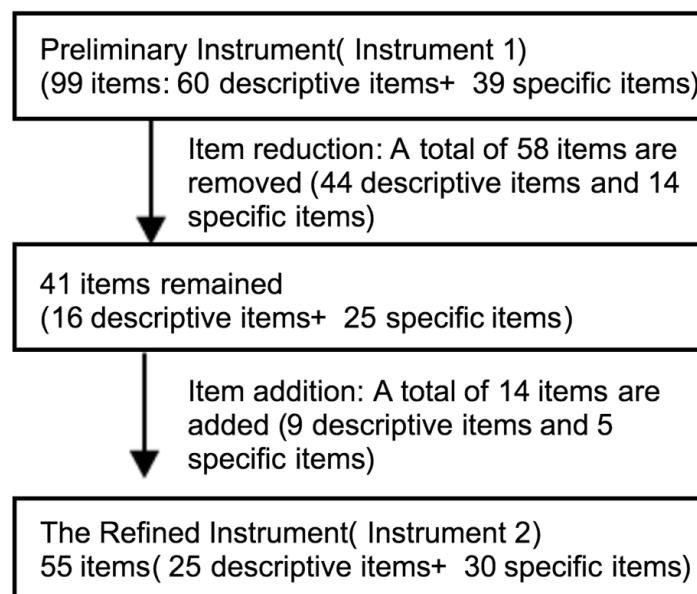 Preliminary Instrument( Instrument 1)
(99 items: 60 descriptive items+ 39 specific items)
Item reduction: A total of 58 items are
removed (44 descriptive items and 14
specific items)
41 items remained
(16 descriptive items+ 25 specific items)
Item addition: A total of 14 items are
added (9 descriptive items and 5
specific items)
The Refined Instrument( Instrument 2)
55 items( 25 descriptive items+ 30 specific items)